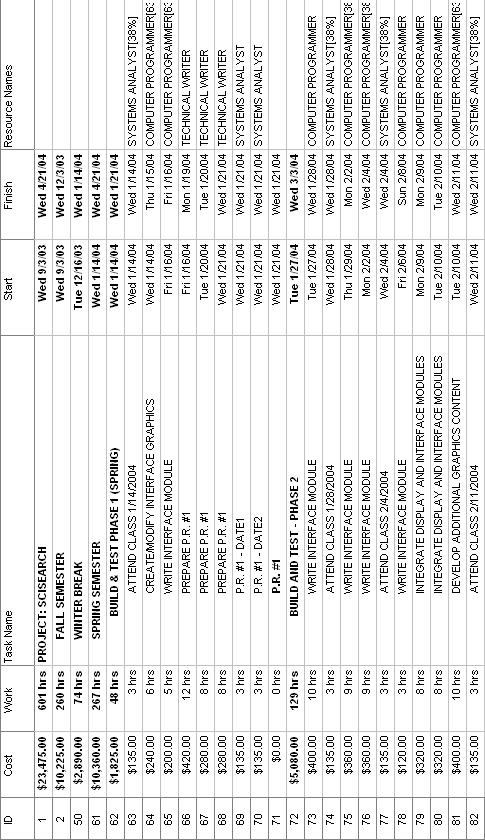 ID Cost Work Task Name Start Finish Resource Names
1 $23,475.00 601 hrs PROJECT: SCISEARCH Wed 9/3/03 Wed 4/21/04
2 $10,225.00 260 hrs FALL SEMESTER Wed 9/3/03 Wed 12/3/03
50 $2,890.00 74 hrs WINTER BREAK Tue 12/16/03 Wed 1/14/04
61 $10,360.00 267 hrs SPRING SEMESTER Wed 1/14/04 Wed 4/21/04
62 $1,825.00 48 hrs BUILD & TEST PHASE 1 (SPRING) Wed 1/14/04 Wed 1/21/04
63 $135.00 3 hrs ATTEND CLASS 1/14/2004 Wed 1/14/04 Wed 1/14/04 SYSTEMS ANALYST[38%]
64 $240.00 6 hrs CREATE/MODIFY INTERFACE GRAPHICS Wed 1/14/04 Thu 1/15/04 COMPUTER PROGRAMMER[63
65 $200.00 5 hrs WRITE INTERFACE MODULE Fri 1/16/04 Fri 1/16/04 COMPUTER PROGRAMMER[63
66 $420.00 12 hrs PREPARE P.R. #1 Fri 1/16/04 Mon 1/19/04 TECHNICAL WRITER
67 $280.00 8 hrs PREPARE P.R. #1 Tue 1/20/04 Tue 1/20/04 TECHNICAL WRITER
68 $280.00 8 hrs PREPARE P.R. #1 Wed 1/21/04 Wed 1/21/04 TECHNICAL WRITER
69 $135.00 3 hrs P.R. #1 - DATE1 Wed 1/21/04 Wed 1/21/04 SYSTEMS ANALYST
70 $135.00 3 hrs P.R. #1 - DATE2 Wed 1/21/04 Wed 1/21/04 SYSTEMS ANALYST
71 $0.00 0 hrs P.R. #1 Wed 1/21/04 Wed 1/21/04
72 $5,080.00 129 hrs BUILD AND TEST - PHASE 2 Tue 1/27/04 Wed 3/3/04
73 $400.00 10 hrs WRITE INTERFACE MODULE Tue 1/27/04 Wed 1/28/04 COMPUTER PROGRAMMER
74 $135.00 3 hrs ATTEND CLASS 1/28/2004 Wed 1/28/04 Wed 1/28/04 SYSTEMS ANALYST[38%]
75 $360.00 9 hrs WRITE INTERFACE MODULE Thu 1/29/04 Mon 2/2/04 COMPUTER PROGRAMMER[38
76 $360.00 9 hrs WRITE INTERFACE MODULE Mon 2/2/04 Wed 2/4/04 COMPUTER PROGRAMMER[38
77 $135.00 3 hrs ATTEND CLASS 2/4/2004 Wed 2/4/04 Wed 2/4/04 SYSTEMS ANALYST[38%]
78 $120.00 3 hrs WRITE INTERFACE MODULE Fri 2/6/04 Sun 2/8/04 COMPUTER PROGRAMMER
79 $320.00 8 hrs INTEGRATE DISPLAY AND INTERFACE MODULES Mon 2/9/04 Mon 2/9/04 COMPUTER PROGRAMMER
80 $320.00 8 hrs INTEGRATE DISPLAY AND INTERFACE MODULES Tue 2/10/04 Tue 2/10/04 COMPUTER PROGRAMMER
81 $400.00 10 hrs DEVELOP ADDITIONAL GRAPHICS CONTENT Tue 2/10/04 Wed 2/11/04 COMPUTER PROGRAMMER[63
82 $135.00 3 hrs ATTEND CLASS 2/11/2004 Wed 2/11/04 Wed 2/11/04 SYSTEMS ANALYST[38%]